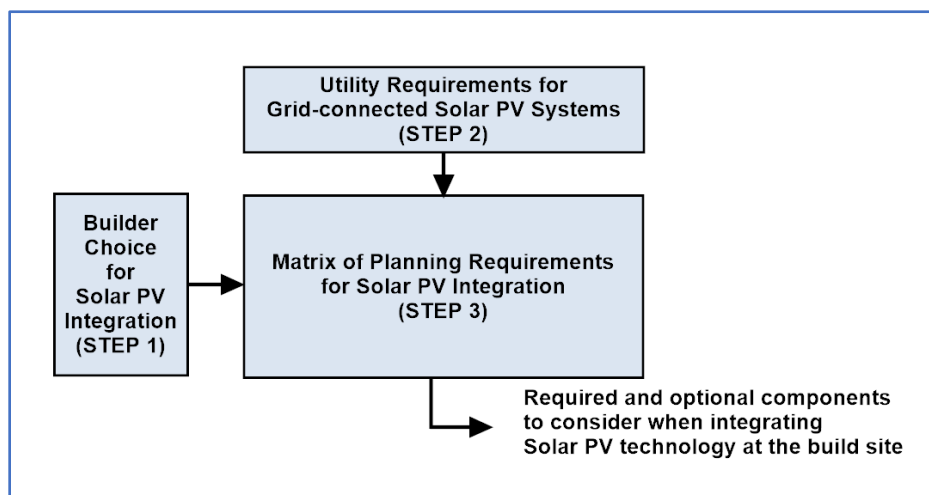 Utility Requirements for
Grid-connected Solar PV Systems
(STEP 2)
Builder
Choice
for
Solar PV
Integration
(STEP 1)
Matrix of Planning Requirements
for Solar PV Integration
(STEP 3)
Required and optional components
to consider when integrating
Solar PV technology at the build site